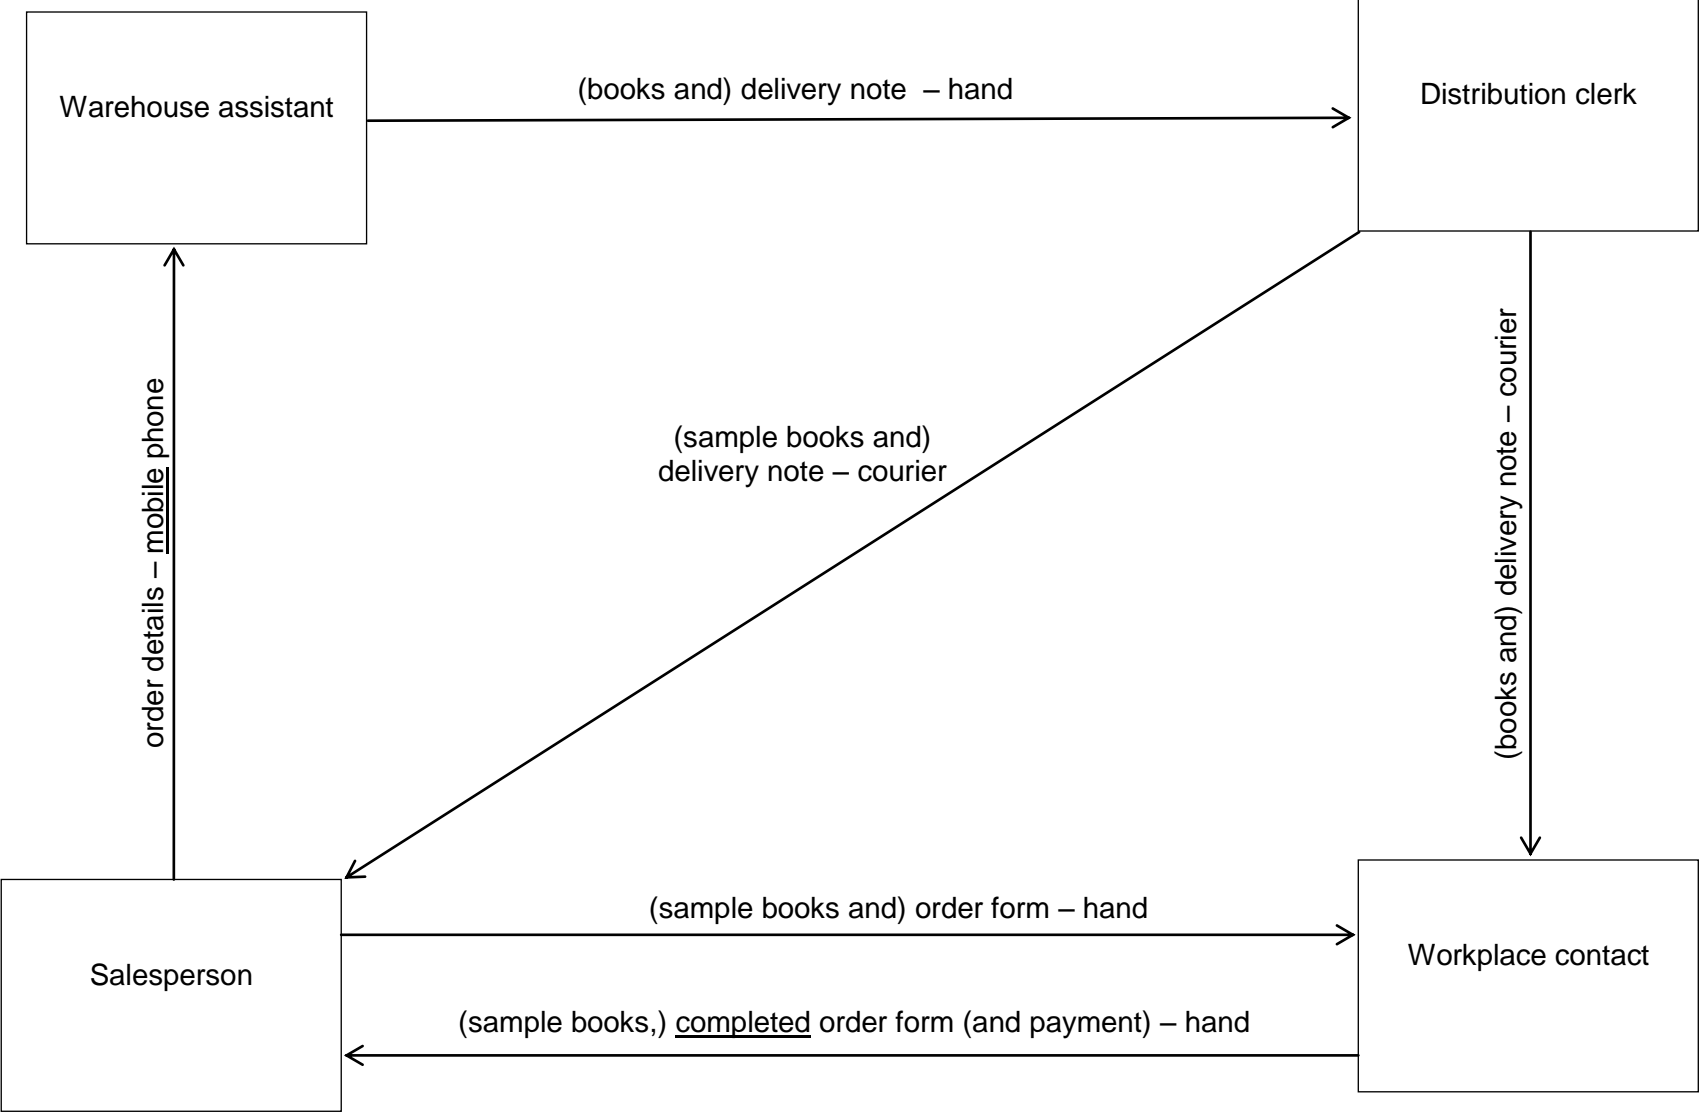 Warehouse assistant
(books and) delivery note – hand
Distribution clerk
order details – mobile phone
(sample books and)
delivery note – courier
(books and) delivery note – courier
(sample books and) order form – hand
Salesperson
Workplace contact
(sample books,) completed order form (and payment) – hand